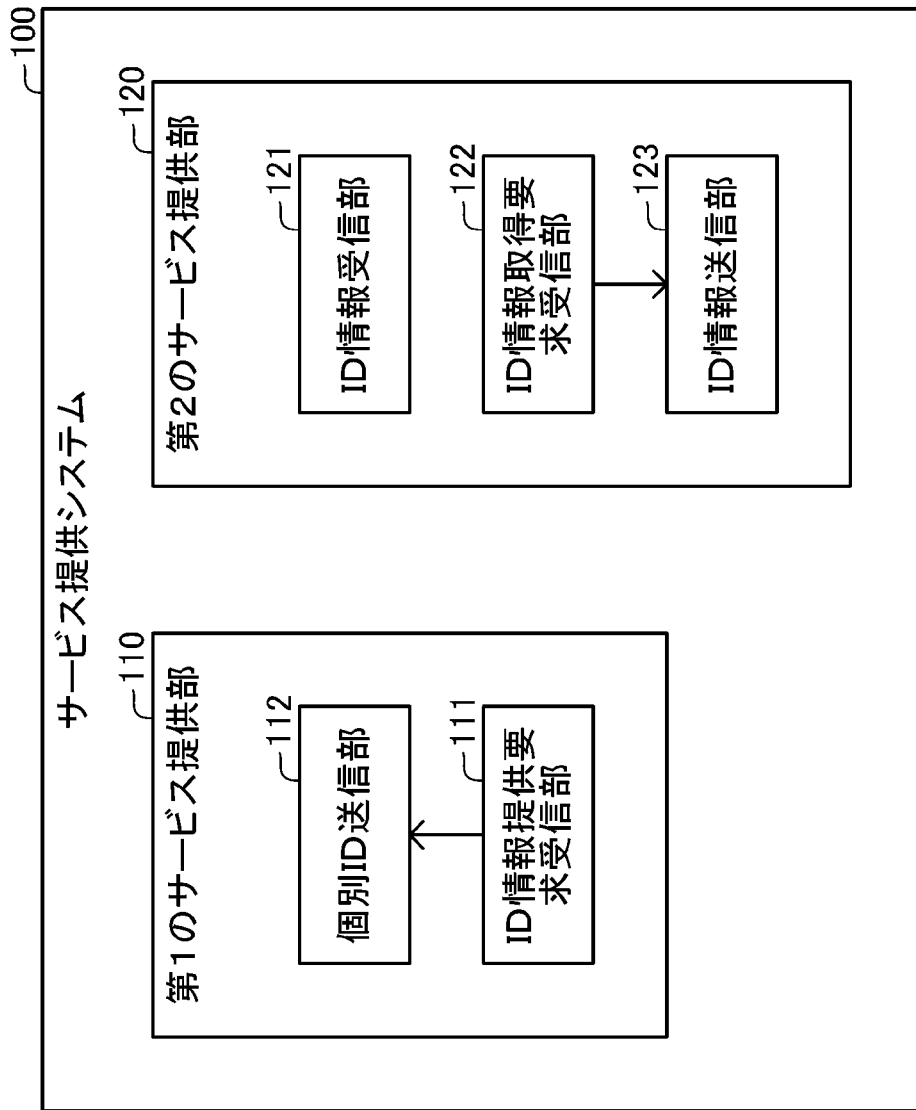 100
サービス提供システム
110
第1のサービス提供部
112
個別ID送信部
111
ID情報提供要
求受信部
120
第2のサービス提供部
121
ID情報受信部
122
ID情報取得要
求受信部
123
ID情報送信部